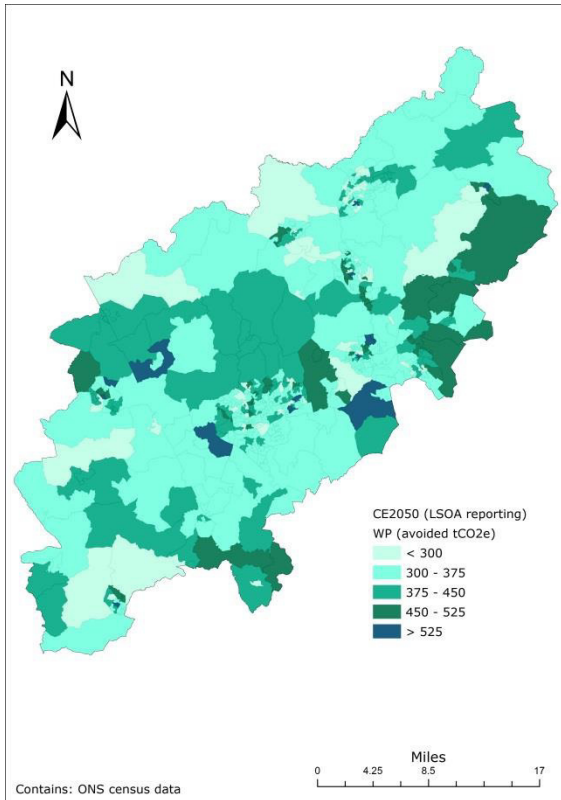 N
CE2050 (LSOA reporting)
WP (avoided tCO2e)
< 300
300 - 375
375 - 450
450 - 525
> 525
Miles
0 4.25 8.5 17
Contains: ONS census data